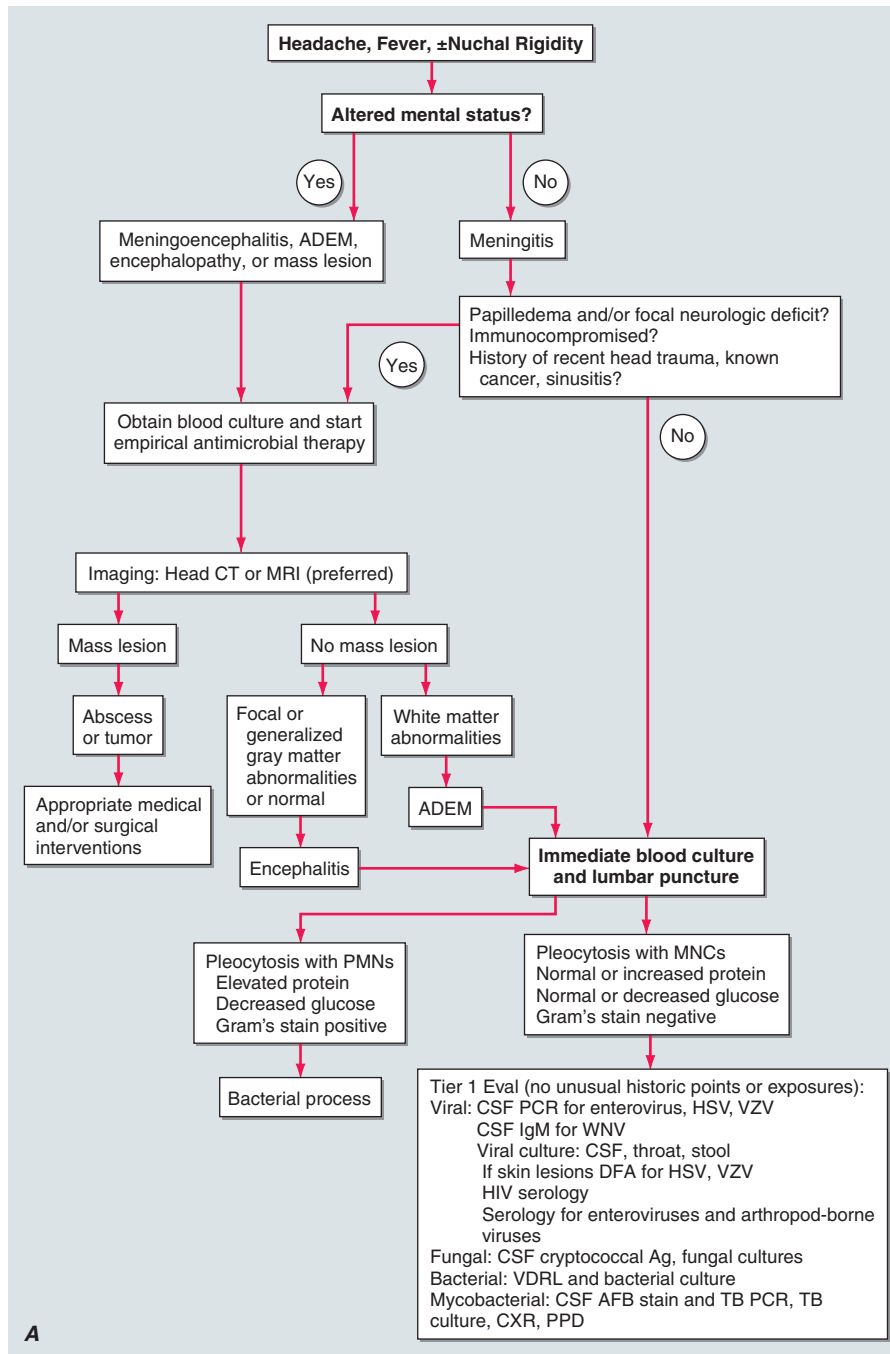 Headache, Fever, ±Nuchal Rigidity
Altered mental status?
Yes
No
Meningoencephalitis, ADEM,
encephalopathy, or mass lesion
Meningitis
Papilledema and/or focal neurologic deficit?
Immunocompromised?
History of recent head trauma, known
cancer, sinusitis?
Yes
No
Obtain blood culture and start
empirical antimicrobial therapy
Imaging: Head CT or MRI (preferred)
Mass lesion
No mass lesion
Abscess
or tumor
Focal or
generalized
gray matter
abnormalities
or normal
White matter
abnormalities
Appropriate medical
and/or surgical
interventions
ADEM
Encephalitis
Immediate blood culture
and lumbar puncture
Pleocytosis with PMNs
Elevated protein
Decreased glucose
Gram's stain positive
Pleocytosis with MNCs
Normal or increased protein
Normal or decreased glucose
Gram's stain negative
Bacterial process
Tier 1 Eval (no unusual historic points or exposures):
Viral: CSF PCR for enterovirus, HSV, VZV
CSF IgM for WNV
Viral culture: CSF, throat, stool
If skin lesions DFA for HSV, VZV
HIV serology
Serology for enteroviruses and arthropod-borne
viruses
Fungal: CSF cryptococcal Ag, fungal cultures
Bacterial: VDRL and bacterial culture
Mycobacterial: CSF AFB stain and TB PCR, TB
culture, CXR, PPD
A